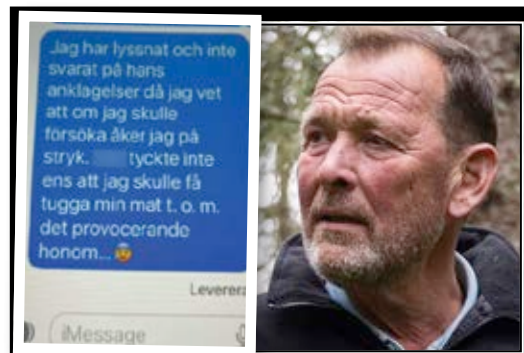 Jag har lyssnat och inte
svarat på hans
anklagelser då jag vet
att om jag skulle
försöka åker jag på
stryk. tyckte inte
ens att jag skulle få
tugga min mat t. o. m.
det provocerande
honom...
Leverera
iMessage